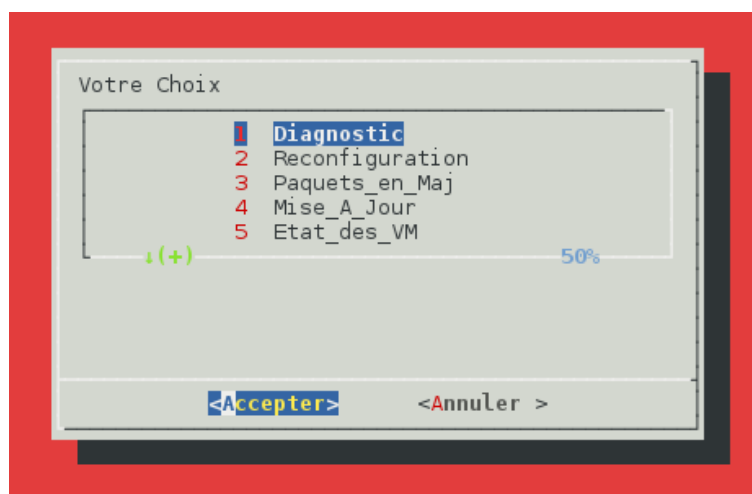 Votre Choix
1 Diagnostic
2 Reconfiguration
3 Paquets_en_Maj
4 Mise_A_Jour
5 Etat_des_VM
↓(+) 50%
<Accepter> <Annuler >